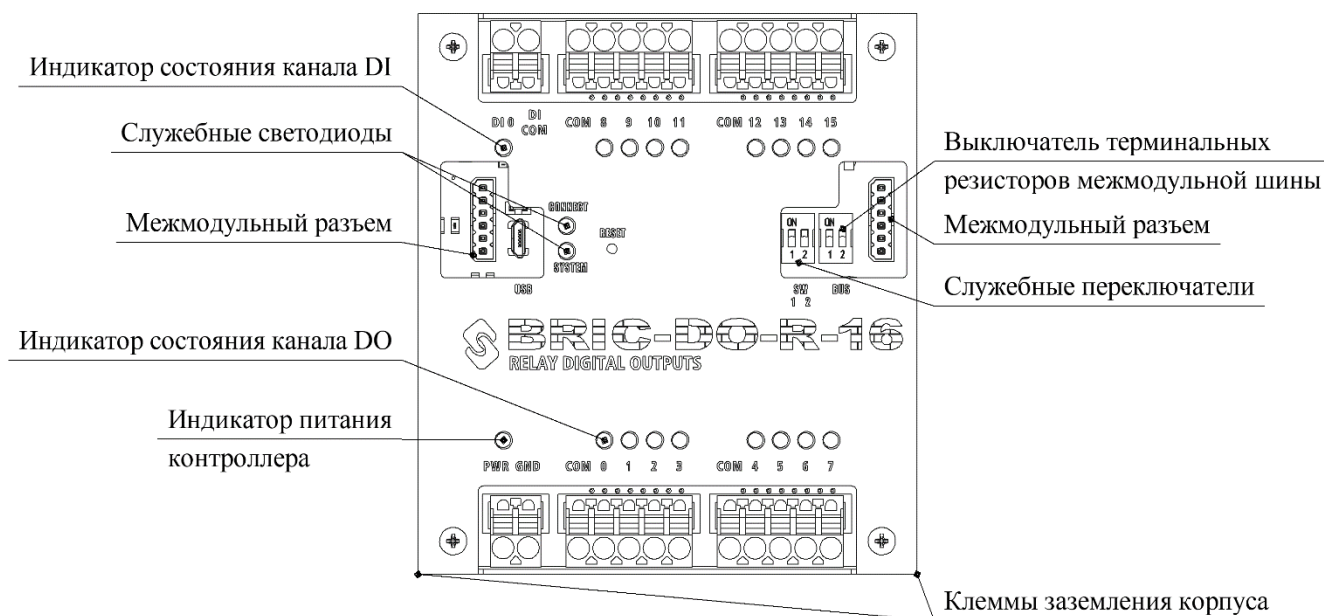 Индикатор состояния канала DI
Служебные светодиоды
Межмодульный разъем
Индикатор состояния канала DO
Индикатор питания
контроллера
DI 0
DI
COM
COM 8 9 10 11
COM 12 13 14 15
CONNECT
RESET
SYSTEM
USB
ON
1 2
ON
1 2
SW
1 2
BUS
BRIC-DO-R-16
RELAY DIGITAL OUTPUTS
PWR GND
COM 0 1 2 3
COM 4 5 6 7
Выключатель терминальных
резисторов межмодульной шины
Межмодульный разъем
Служебные переключатели
Клеммы заземления корпуса